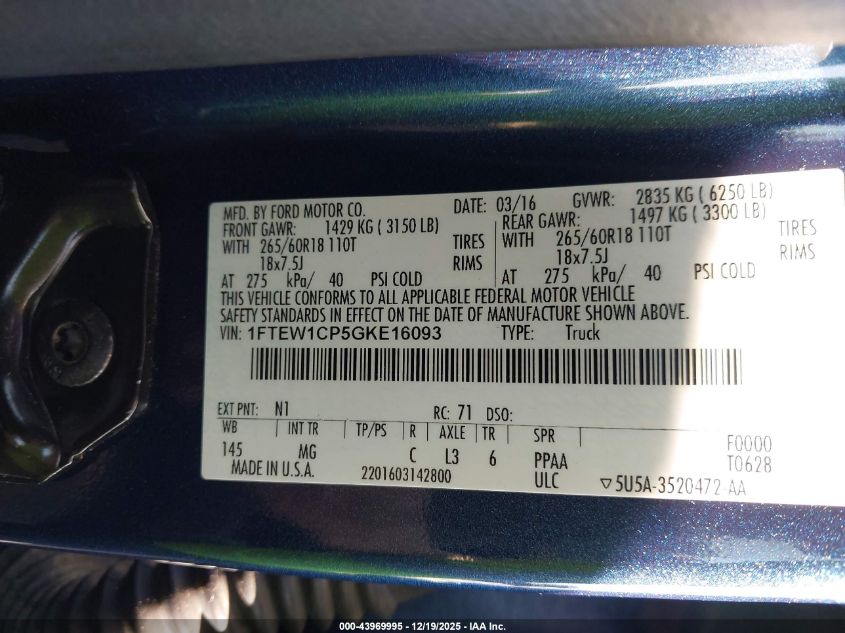 MFD. BY FORD MOTOR CO. DATE: 03/16 GVWR: 2835 KG ( 6250 LB)
FRONT GAWR: 1429 KG ( 3150 LB) REAR GAWR: 1497 KG ( 3300 LB)
WITH 265/60R18 110T TIRES WITH 265/60R18 110T TIRES
18x7.5J RIMS 18x7.5J RIMS
AT 275 kPa/ 40 PSI COLD AT 275 kPa/ 40 PSI COLD
THIS VEHICLE CONFORMS TO ALL APPLICABLE FEDERAL MOTOR VEHICLE
SAFETY STANDARDS IN EFFECT ON THE DATE OF MANUFACTURE SHOWN ABOVE.
VIN: 1FTEW1CP5GKE16093 TYPE: Truck
EXT PNT: N1 RC: 71 DSO:
WB INT TR TP/PS R AXLE TR SPR F0000
145 MG C L3 6 PPAA T0628
MADE IN U.S.A. 2201603142800 ULC ▽5U5A-3520472-AA
000-43969995 - 12/19/2025 - IAA Inc.